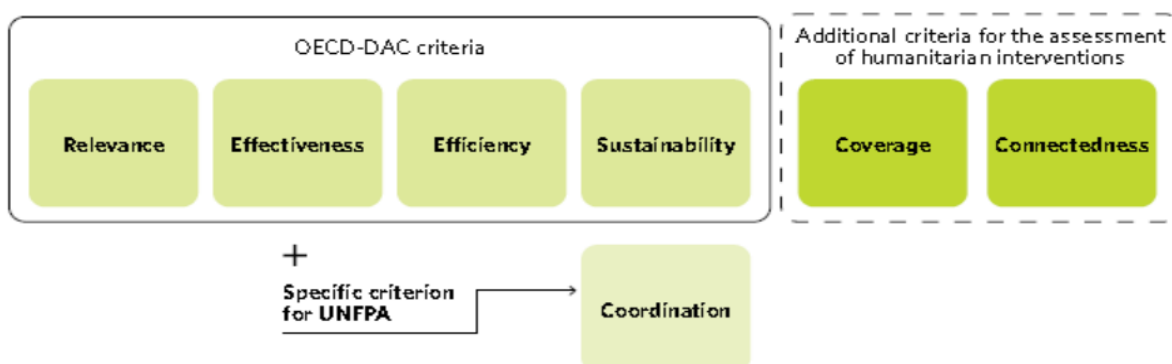 OECD-DAC criteria
Additional criteria for the assessment
of humanitarian interventions
Relevance
Effectiveness
Efficiency
Sustainability
Coverage
Connectedness
+
Specific criterion
for UNFPA
Coordination